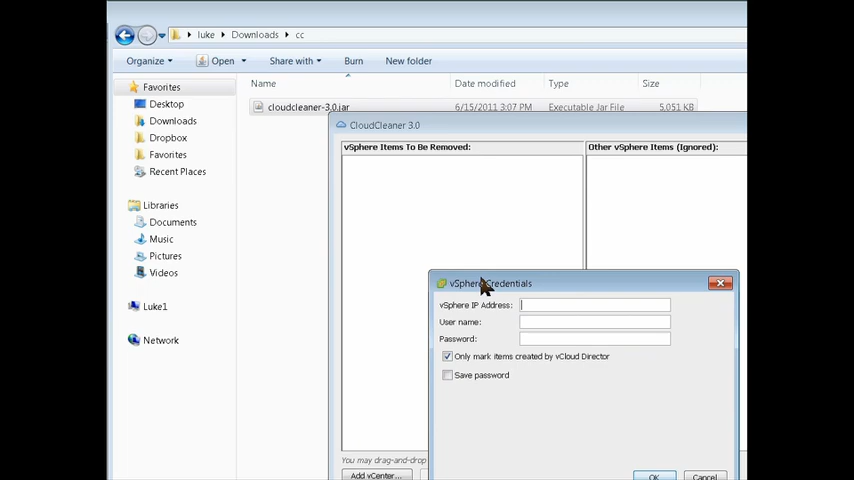 luke
Downloads
cc
Organize
Open
Share with
Burn
New folder
Favorites
Desktop
Downloads
Dropbox
Favorites
Recent Places
Libraries
Documents
Music
Pictures
Videos
Luke1
Network
Name
Date modified
Type
Size
cloudcleaner-3.0.jar
6/15/2011 3:07 PM
Executable Jar File
5,051 KB
CloudCleaner 3.0
vSphere Items To Be Removed:
Other vSphere Items (Ignored):
vSphere Credentials
vSphere IP Address:
User name:
Password:
Only mark items created by vCloud Director
Save password
OK
Cancel
You may drag-and-drop
Add vCenter...